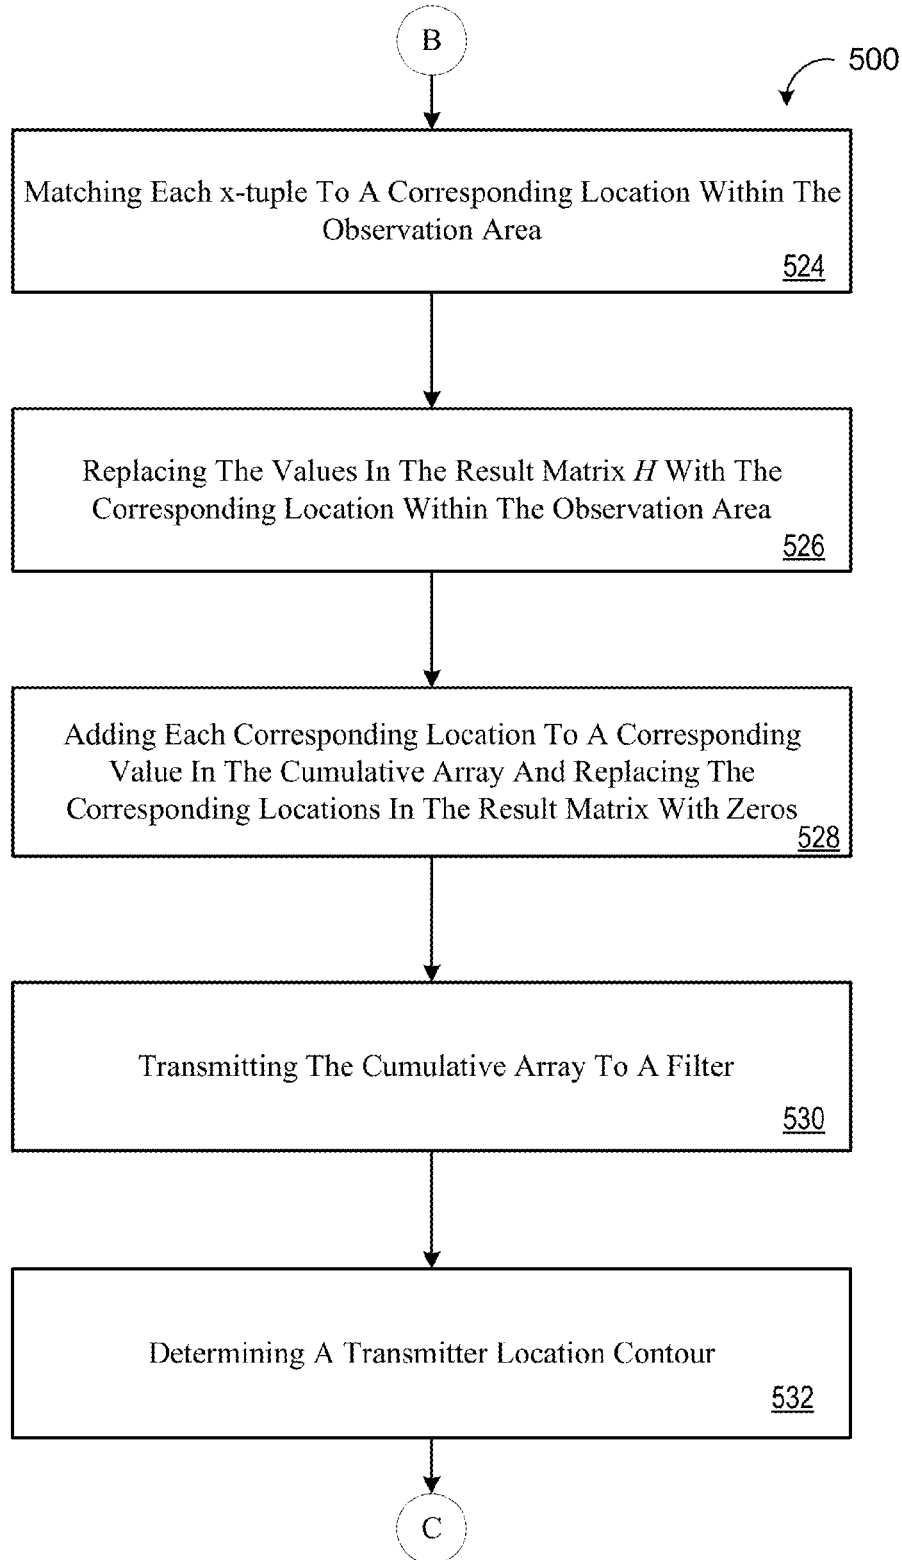 B
500
Matching Each x-tuple To A Corresponding Location Within The
Observation Area
524
Replacing The Values In The Result Matrix H With The
Corresponding Location Within The Observation Area
526
Adding Each Corresponding Location To A Corresponding
Value In The Cumulative Array And Replacing The
Corresponding Locations In The Result Matrix With Zeros
528
Transmitting The Cumulative Array To A Filter
530
Determining A Transmitter Location Contour
532
C